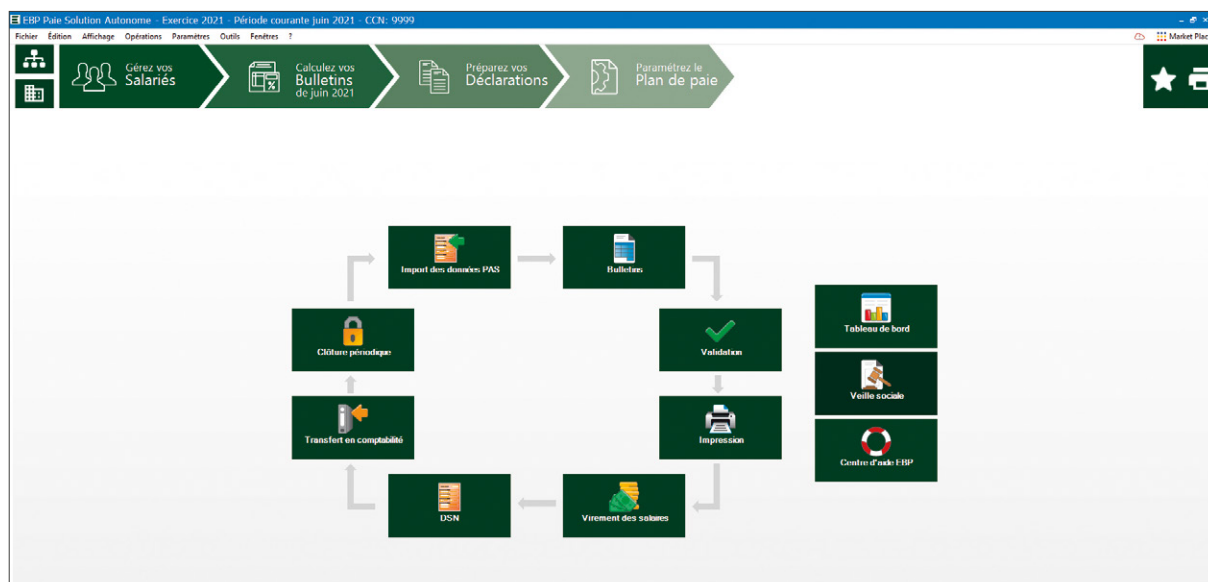 EBP Paie Solution Autonome - Exercice 2021 - Période courante juin 2021 - CCN: 9999
Fichier Édition Affichage Opérations Paramètres Outils Fenêtres ?
Market Plac
Gérez vos
Salariés
Calculez vos
Bulletins
de juin 2021
Préparez vos
Déclarations
Paramétrez le
Plan de paie
Import des données PAS
Bulletins
Clôture périodique
Validation
Tableau de bord
Veille sociale
Transfert en comptabilité
Impression
Centre d'aide EBP
DSN
Virement des salaires